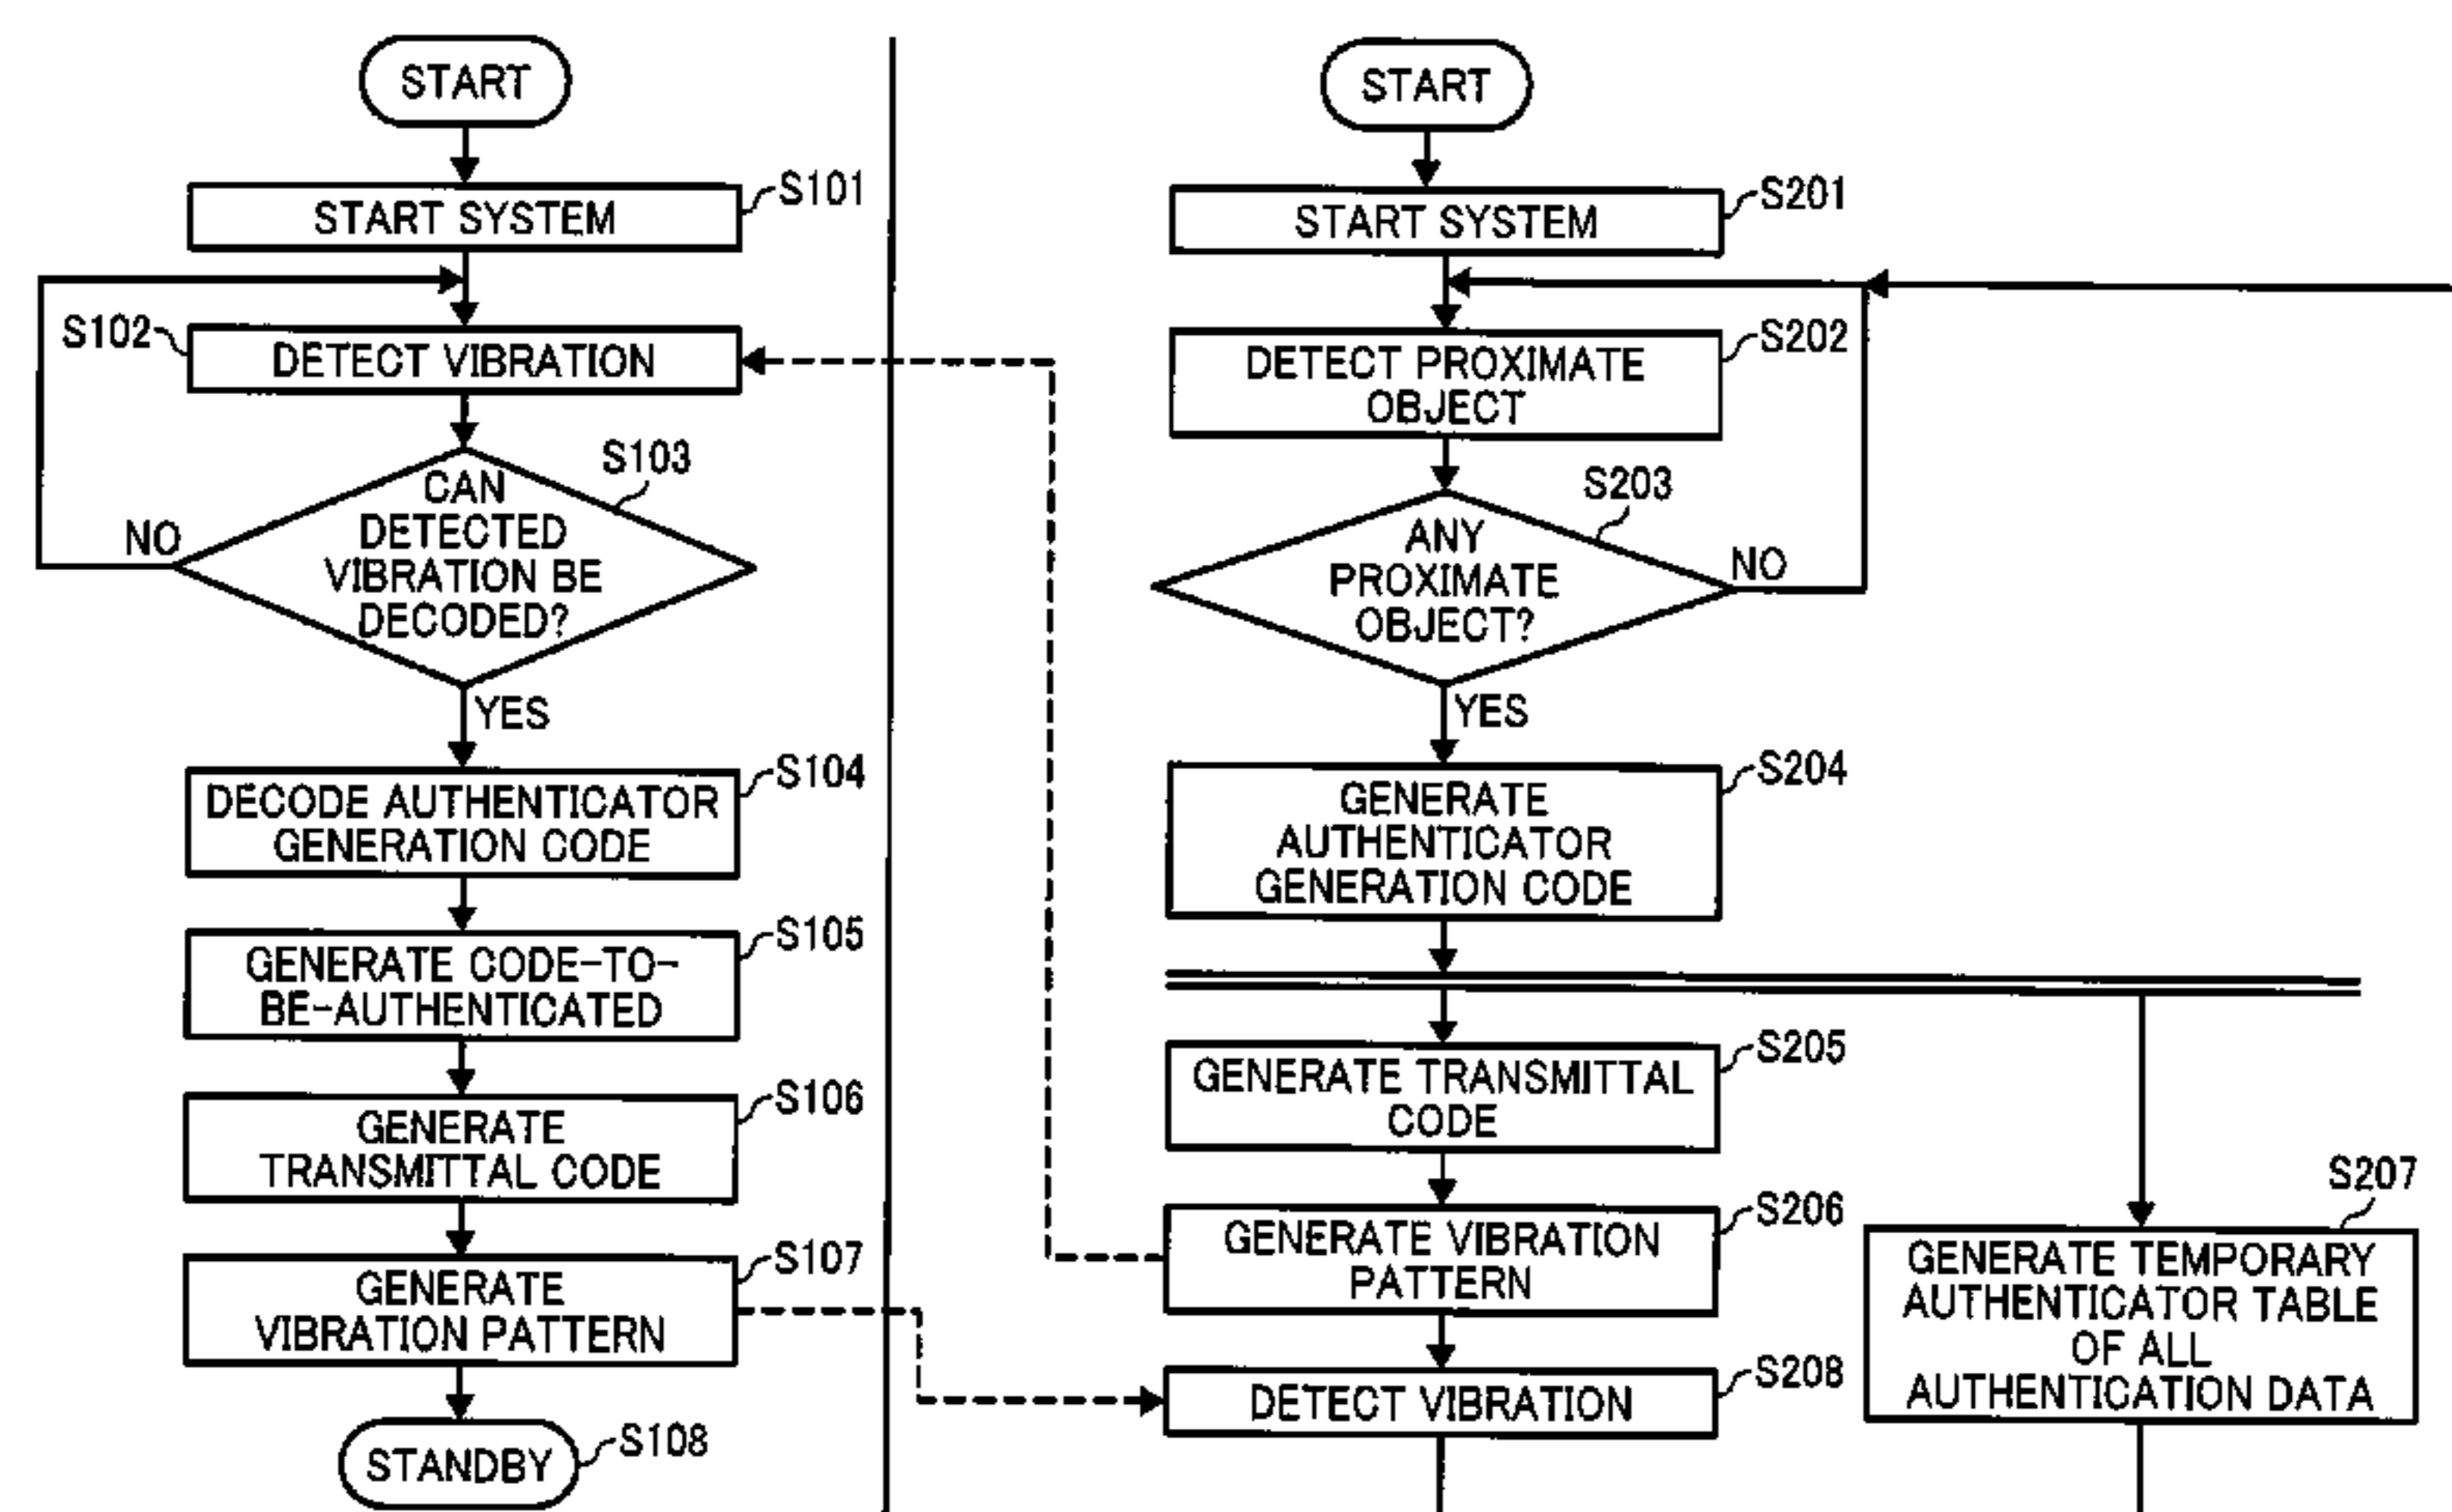 START
START SYSTEM
S101
S102
DETECT VIBRATION
S103
CAN
DETECTED
VIBRATION BE
DECODED?
NO
YES
S104
DECODE AUTHENTICATOR
GENERATION CODE
S105
GENERATE CODE-TO-
BE-AUTHENTICATED
S106
GENERATE
TRANSMITTAL CODE
S107
GENERATE
VIBRATION PATTERN
STANDBY
S108
START
START SYSTEM
S201
S202
DETECT PROXIMATE
OBJECT
S203
ANY
PROXIMATE
OBJECT?
NO
YES
S204
GENERATE
AUTHENTICATOR
GENERATION CODE
S205
GENERATE TRANSMITTAL
CODE
S206
GENERATE VIBRATION
PATTERN
S208
DETECT VIBRATION
S207
GENERATE TEMPORARY
AUTHENTICATOR TABLE
OF ALL
AUTHENTICATION DATA